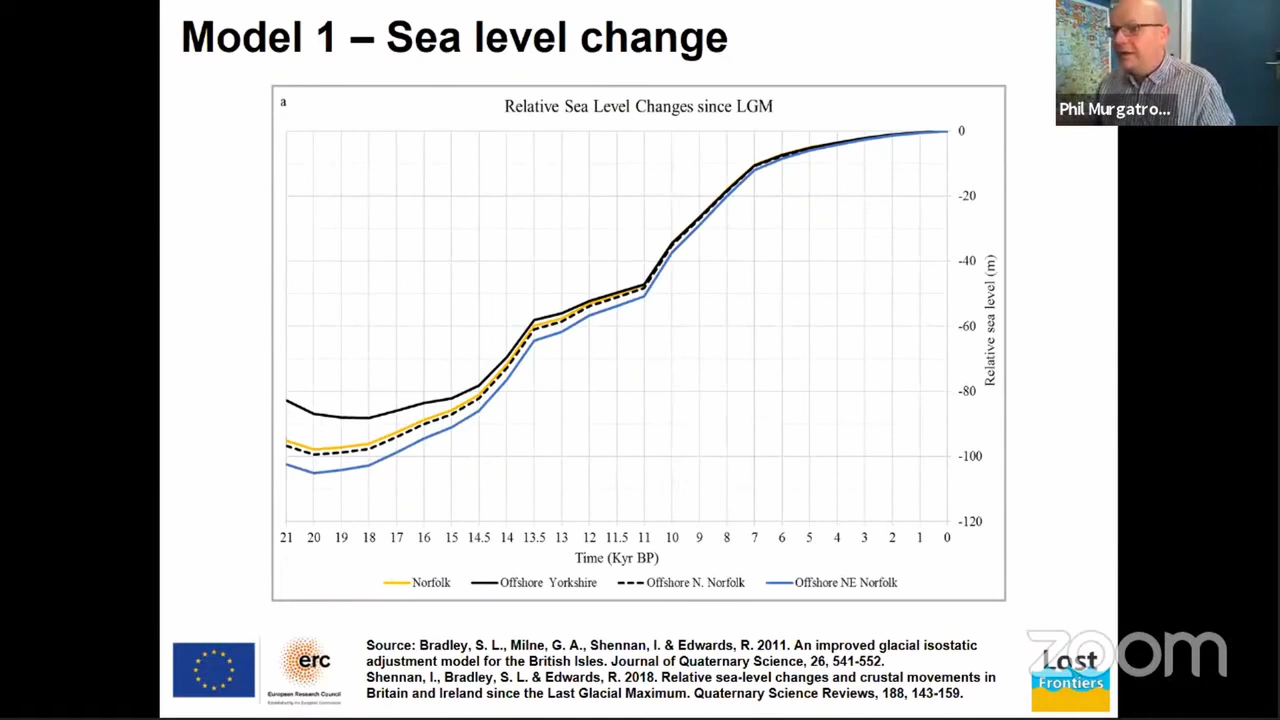 Model 1 – Sea level change
Phil Murgatro...
a
Relative Sea Level Changes since LGM
0
-20
-40
-60
-80
-100
-120
Relative sea level (m)
21 20 19 18 17 16 15 14.5 14 13.5 13 12 11.5 11 10 9 8 7 6 5 4 3 2 1 0
Time (Kyr BP)
Norfolk Offshore Yorkshire Offshore N. Norfolk Offshore NE Norfolk
erc
European Research Council
Source: Bradley, S. L., Milne, G. A., Shennan, I. & Edwards, R. 2011. An improved glacial isostatic
adjustment model for the British Isles. Journal of Quaternary Science, 26, 541-552.
Shennan, I., Bradley, S. L. & Edwards, R. 2018. Relative sea-level changes and crustal movements in
Britain and Ireland since the Last Glacial Maximum. Quaternary Science Reviews, 188, 143-159.
zoom
Lost
Frontiers